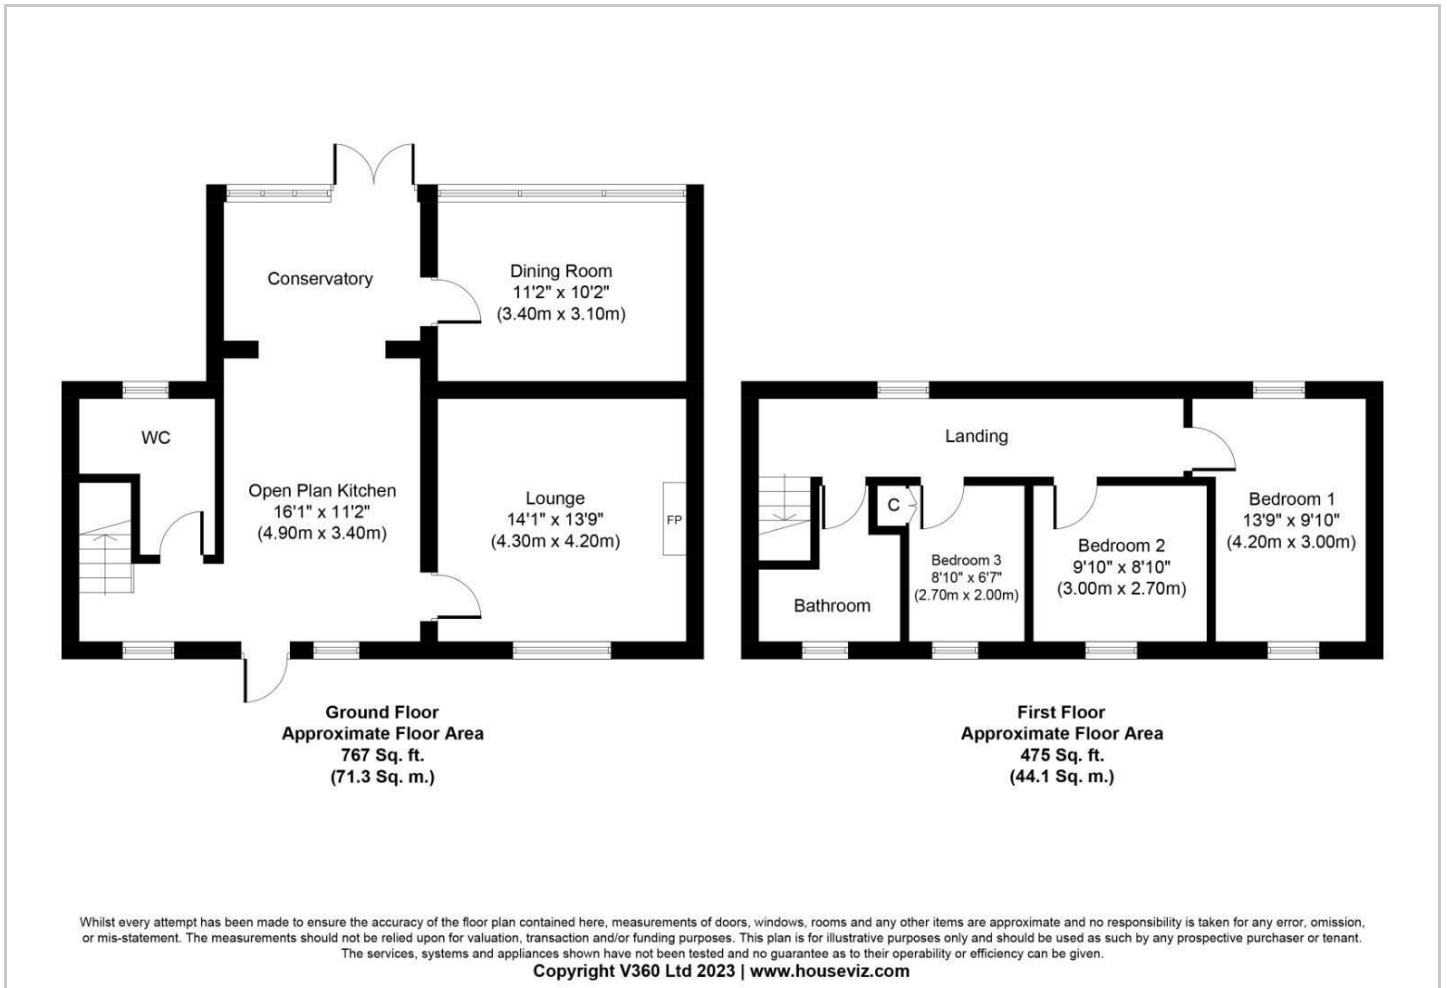 Conservatory
Dining Room
11'2" x 10'2"
(3.40m x 3.10m)
WC
Open Plan Kitchen
16'1" x 11'2"
(4.90m x 3.40m)
Lounge
14'1" x 13'9"
(4.30m x 4.20m)
FP
Landing
C
Bedroom 1
13'9" x 9'10"
(4.20m x 3.00m)
Bedroom 2
9'10" x 8'10"
(3.00m x 2.70m)
Bedroom 3
8'10" x 6'7"
(2.70m x 2.00m)
Bathroom
Ground Floor
Approximate Floor Area
767 Sq. ft.
(71.3 Sq. m.)
First Floor
Approximate Floor Area
475 Sq. ft.
(44.1 Sq. m.)
Whilst every attempt has been made to ensure the accuracy of the floor plan contained here, measurements of doors, windows, rooms and any other items are approximate and no responsibility is taken for any error, omission,
or mis-statement. The measurements should not be relied upon for valuation, transaction and/or funding purposes. This plan is for illustrative purposes only and should be used as such by any prospective purchaser or tenant.
The services, systems and appliances shown have not been tested and no guarantee as to their operability or efficiency can be given.
Copyright V360 Ltd 2023 | www.houseviz.com